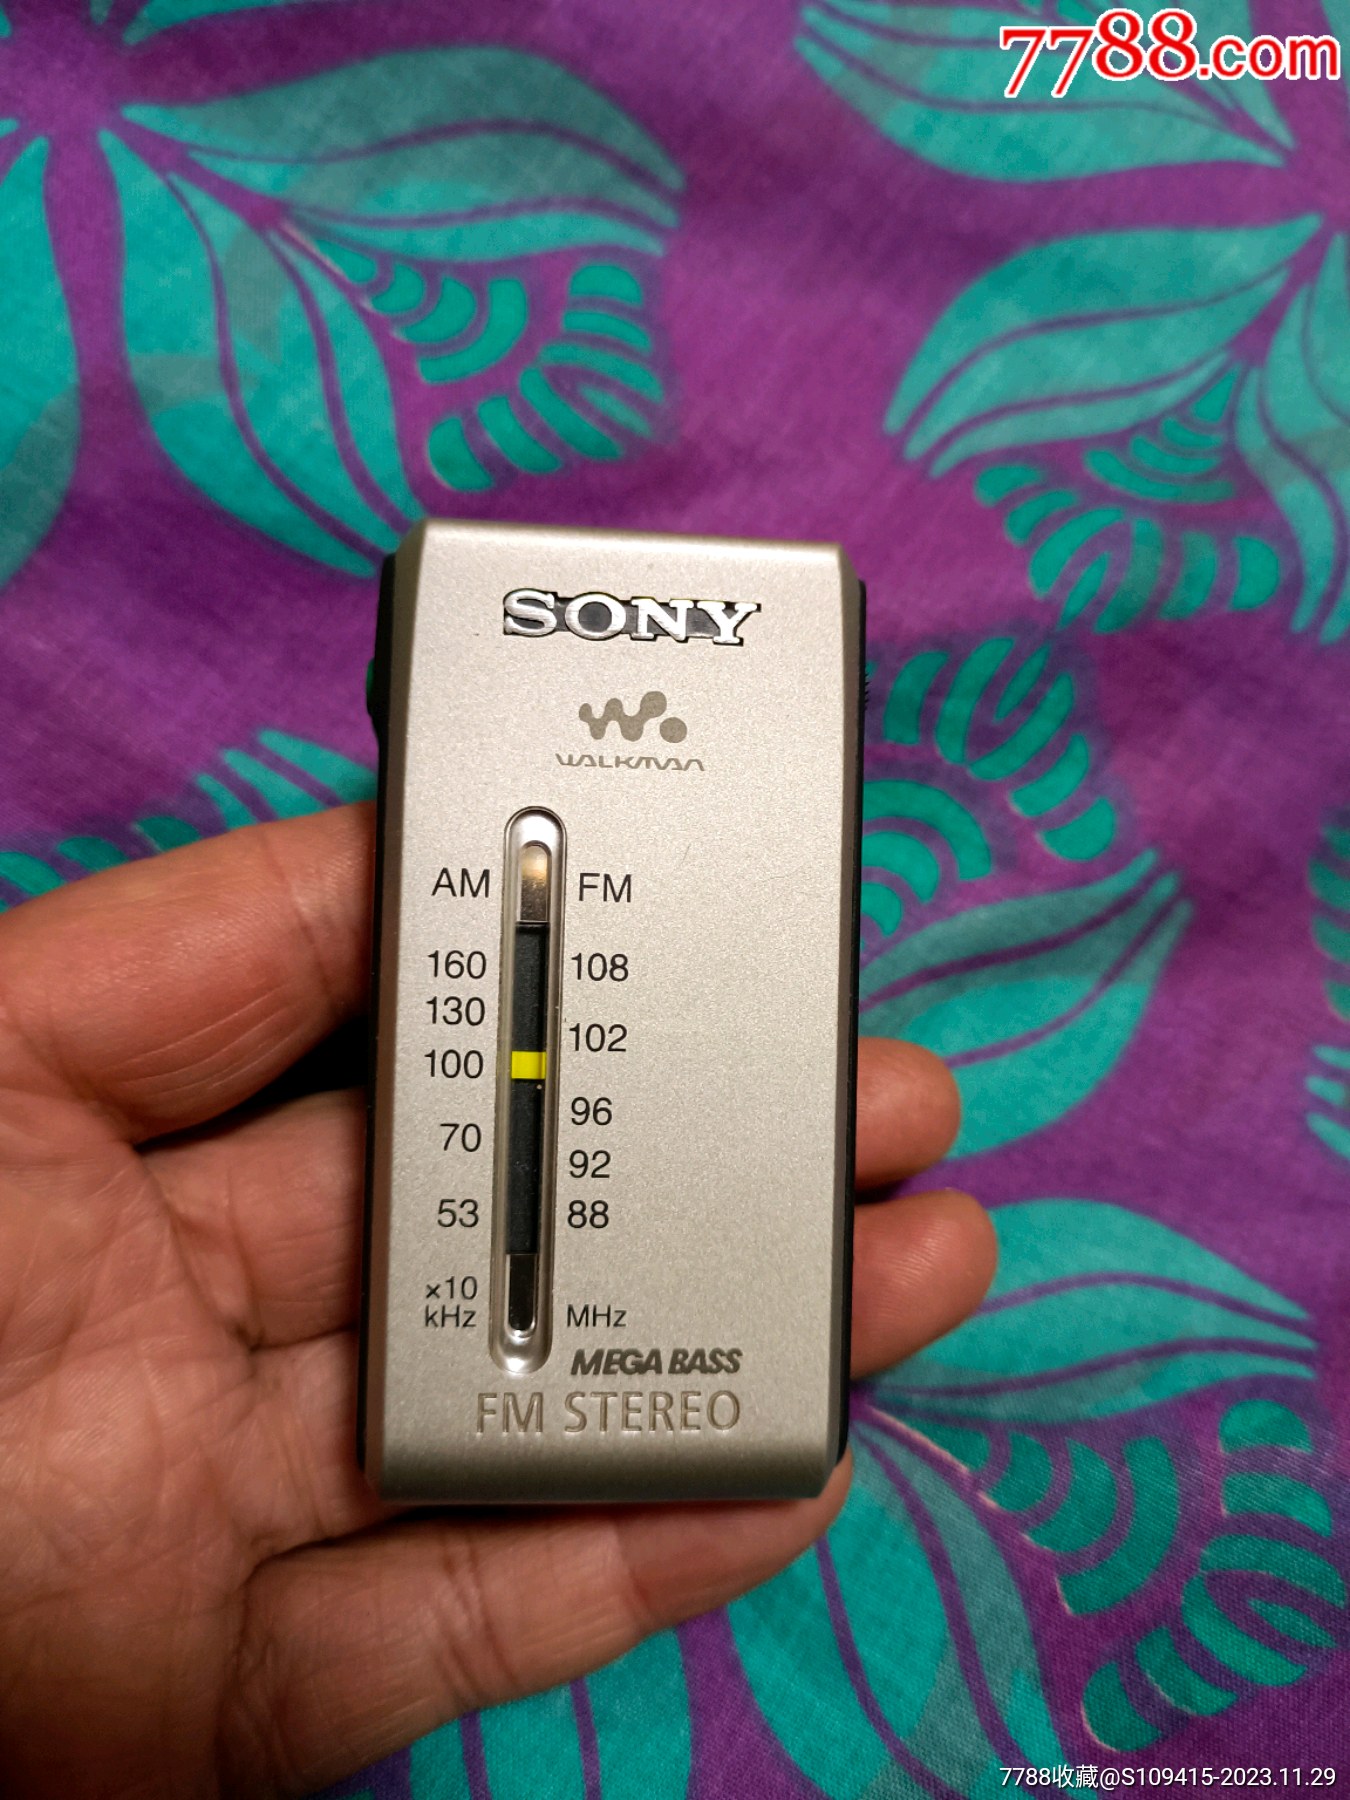 7788.com
SONY
WALKMAN
AM FM
160 108
130
102
100
96
70
92
53 88
×10
kHz MHz
MEGA BASS
FM STEREO
7788收藏@S109415-2023.11.29